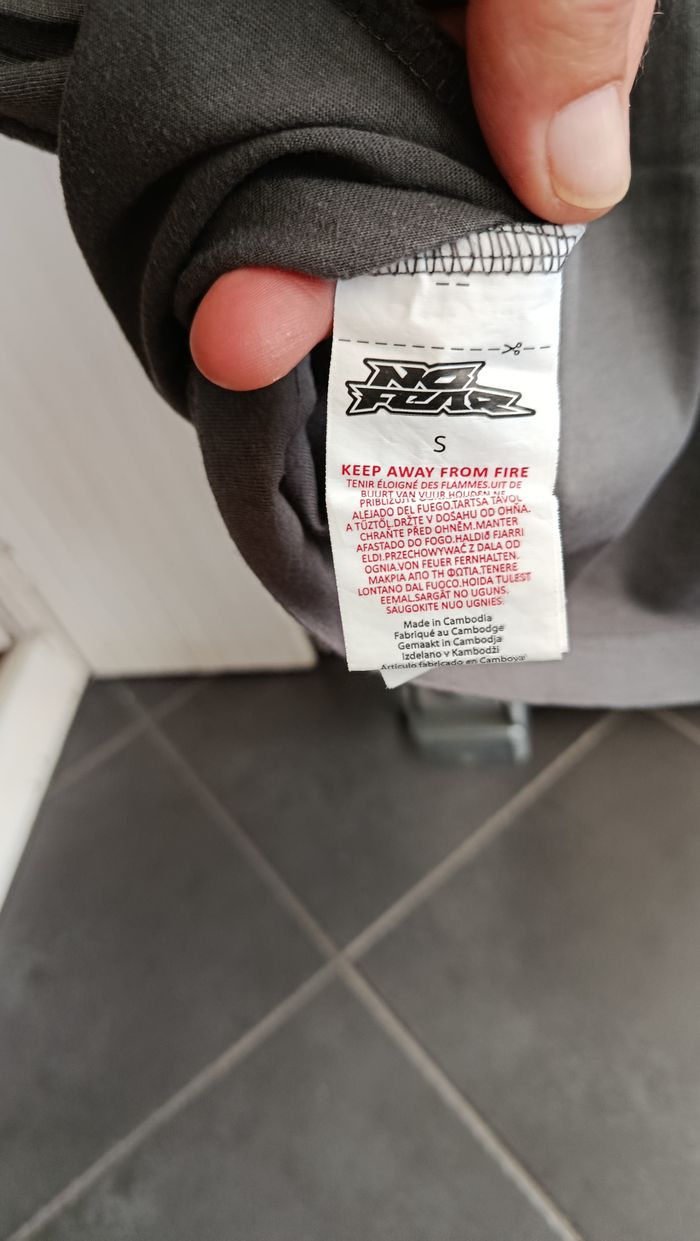 NO
FEAR
S
KEEP AWAY FROM FIRE
TENIR ÉLOIGNÉ DES FLAMMES.UIT DE
BUURT VAN VUUR HOUDEN.NE
PRIBLIŽUJTE TARTSA TÁVOL
ALEJADO DEL FUEGO.TARTSA TÁVOL
A TŰZTŐL.DRŽTE V DOSAHU OD OHŇA.
CHRAŇTE PŘED OHNĚM.MANTER
AFASTADO DO FOGO.HALDIÐ FJARRI
ELDI.PRZECHOWYWAĆ Z DALA OD
OGNIA.VON FEUER FERNHALTEN.
ΜΑΚΡΙΑ ΑΠΟ ΤΗ ΦΩΤΙΑ.TENERE
LONTANO DAL FUOCO.HOIDA TULEST
EEMAL.SARGĀT NO UGUNS.
SAUGOKITE NUO UGNIES.
Made in Cambodia
Fabriqué au Cambodge
Gemaakt in Cambodja
Izdelano v Kambodži
Artículo fabricado en Camboya